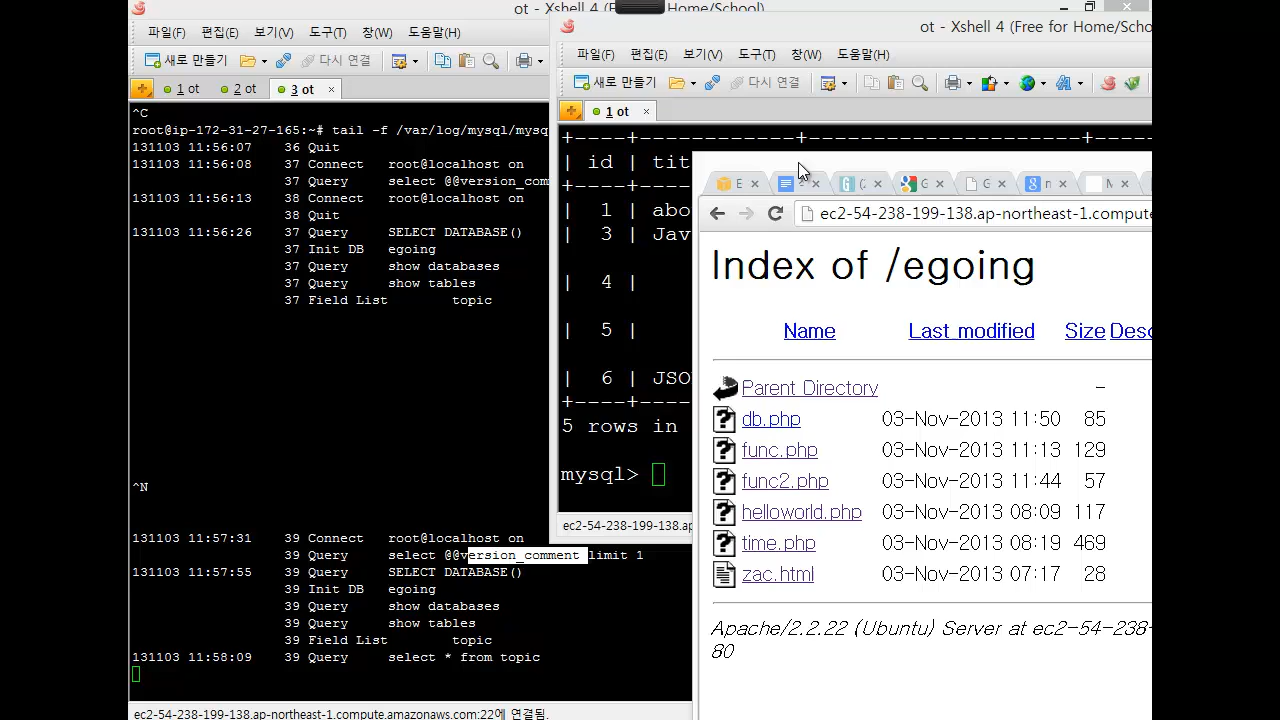 ot - Xshell 4 (Free for Home/School)
파일(F) 편집(E) 보기(V) 도구(T) 창(W) 도움말(H)
새로 만들기 다시 연결
1 ot 2 ot 3 ot
^C
root@ip-172-31-27-165:~# tail -f /var/log/mysql/mysq
131103 11:56:07 36 Quit
131103 11:56:08 37 Connect root@localhost on
37 Query select @@version_com
131103 11:56:13 38 Connect root@localhost on
38 Quit
131103 11:56:26 37 Query SELECT DATABASE()
37 Init DB egoing
37 Query show databases
37 Query show tables
37 Field List topic
^N
131103 11:57:31 39 Connect root@localhost on
39 Query select @@version_comment limit 1
131103 11:57:55 39 Query SELECT DATABASE()
39 Init DB egoing
39 Query show databases
39 Query show tables
39 Field List topic
131103 11:58:09 39 Query select * from topic
ec2-54-238-199-138.ap-northeast-1.compute.amazonaws.com:22에 연결됨.
ot - Xshell 4 (Free for Home/Scho
파일(F) 편집(E) 보기(V) 도구(T) 창(W) 도움말(H)
새로 만들기 다시 연결
1 ot
+----+------------+----------------------+-----
| id | tit
+----+
| 1 | abo
| 3 | Jav
| 4 |
| 5 |
| 6 | JSO
+----+
5 rows in
mysql>
ec2-54-238-199-138.ap
E G G n M
ec2-54-238-199-138.ap-northeast-1.compute
Index of /egoing
Name Last modified Size Desc
Parent Directory -
db.php 03-Nov-2013 11:50 85
func.php 03-Nov-2013 11:13 129
func2.php 03-Nov-2013 11:44 57
helloworld.php 03-Nov-2013 08:09 117
time.php 03-Nov-2013 08:19 469
zac.html 03-Nov-2013 07:17 28
Apache/2.2.22 (Ubuntu) Server at ec2-54-238-
80